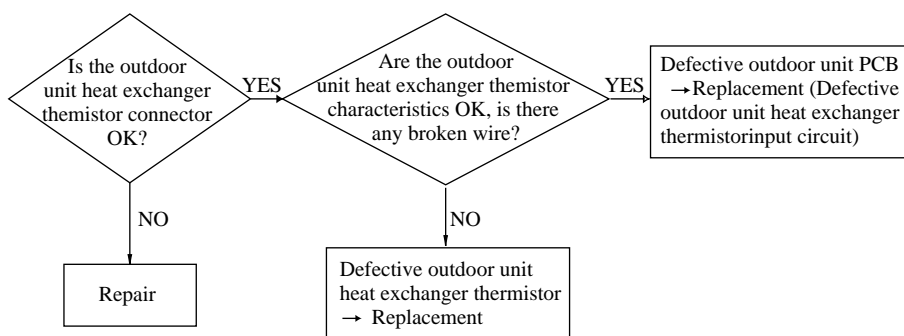 Is the outdoor
unit heat exchanger
themistor connector
OK?
YES
NO
Repair
Are the outdoor
unit heat exchanger themistor
characteristics OK, is there
any broken wire?
YES
NO
Defective outdoor unit
heat exchanger thermistor
→ Replacement
Defective outdoor unit PCB
→Replacement (Defective
outdoor unit heat exchanger
thermistorinput circuit)